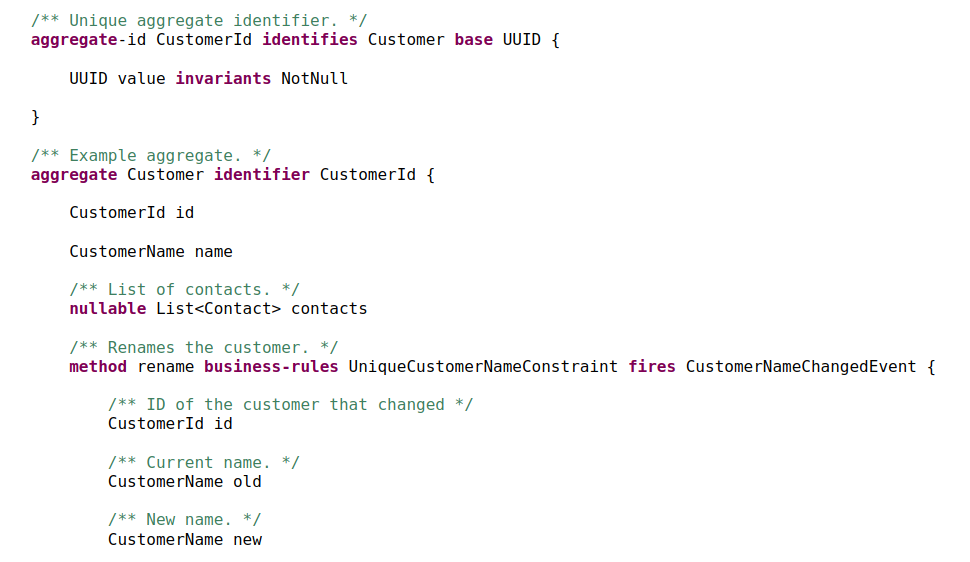 /** Unique aggregate identifier. */
aggregate-id CustomerId identifies Customer base UUID {
UUID value invariants NotNull
}
/** Example aggregate. */
aggregate Customer identifier CustomerId {
CustomerId id
CustomerName name
/** List of contacts. */
nullable List<Contact> contacts
/** Renames the customer. */
method rename business-rules UniqueCustomerNameConstraint fires CustomerNameChangedEvent {
/** ID of the customer that changed */
CustomerId id
/** Current name. */
CustomerName old
/** New name. */
CustomerName new